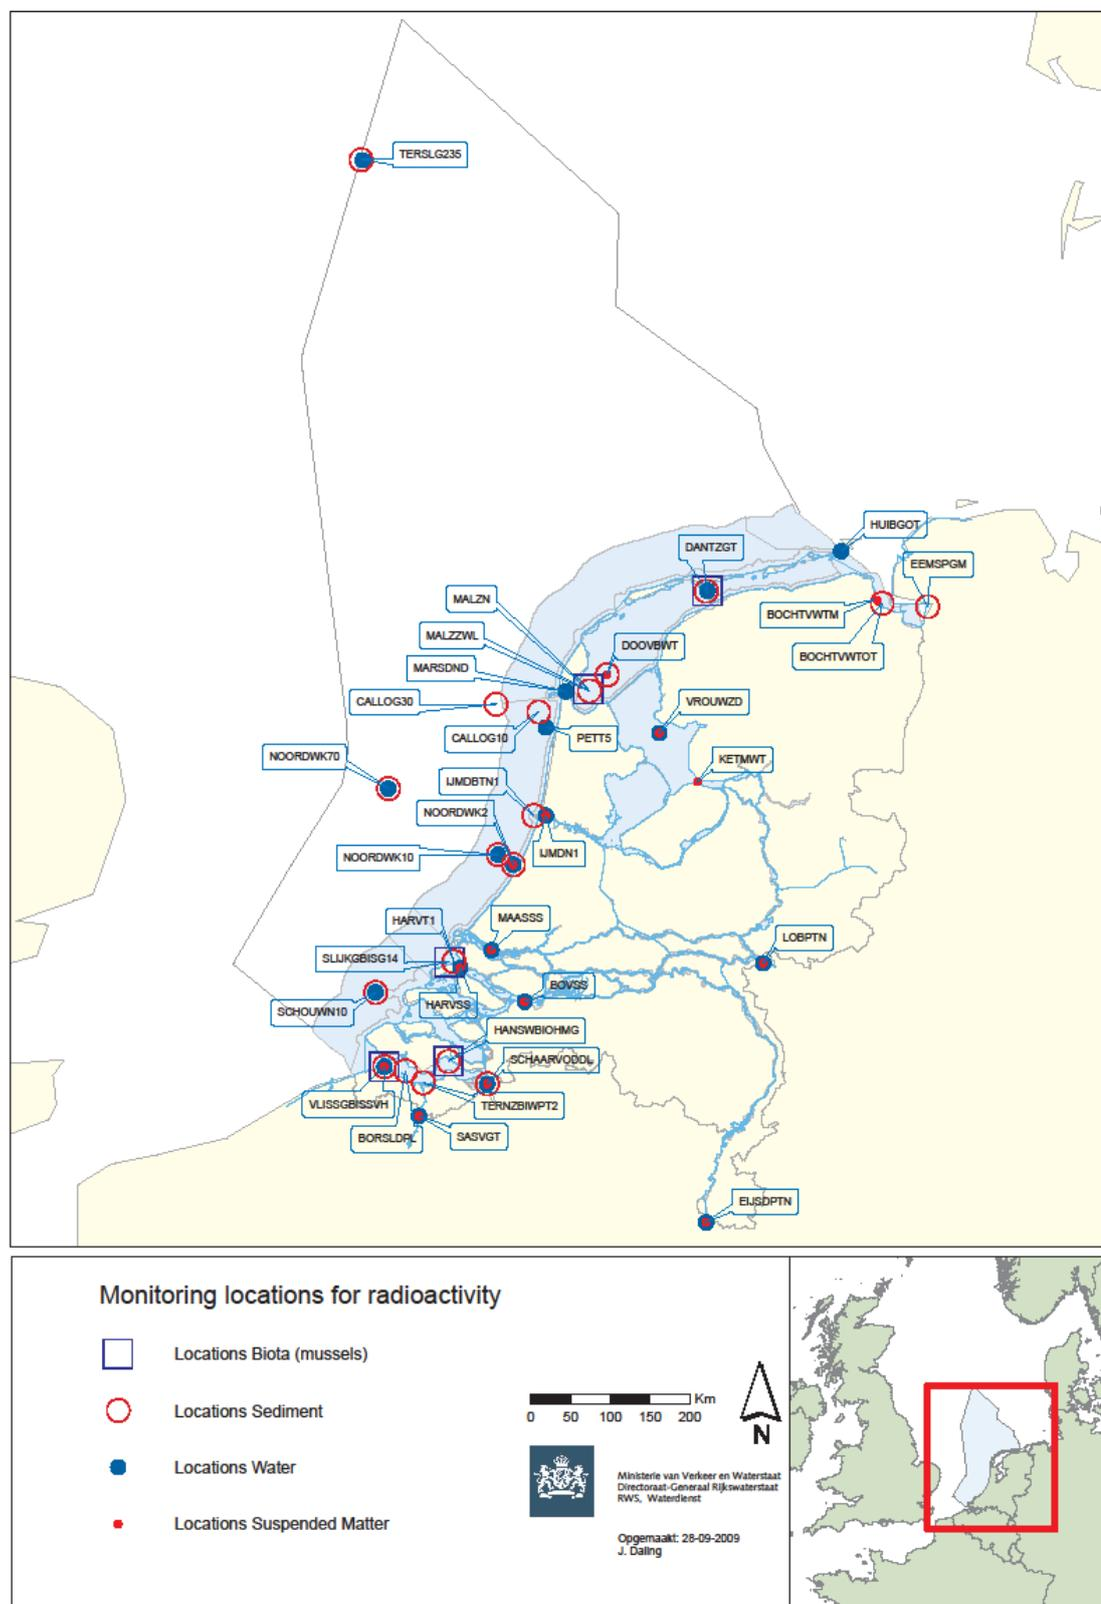 TERSLG235
HUIBGOT
DANTZGT
EEMSPGM
MALZN
BOCHTVWTM
MALZZWL
DOOVBWT
BOCHTVWTOT
MARSDND
CALLOG30
VROUWZD
CALLOG10
PETT5
NOORDWK70
KETMWT
IJMDBTN1
NOORDWK2
NOORDWK10
IJMDN1
HARVT1
MAASSS
LOBPTN
SLIJKGBISG14
BOVSS
HARVSS
SCHOUWN10
HANSWBIOHMG
SCHAARVODDL
VLISSGBISSVH
TERNZBIWPT2
BORSLDPL
SASVGT
EIJSDPTN
Monitoring locations for radioactivity
Locations Biota (mussels)
Locations Sediment
Locations Water
Locations Suspended Matter
Km
0 50 100 150 200
N
Ministerie van Verkeer en Waterstaat
Directoraat-Generaal Rijkswaterstaat
RWS, Waterdienst
Opgemaakt: 28-09-2009
J. Daling